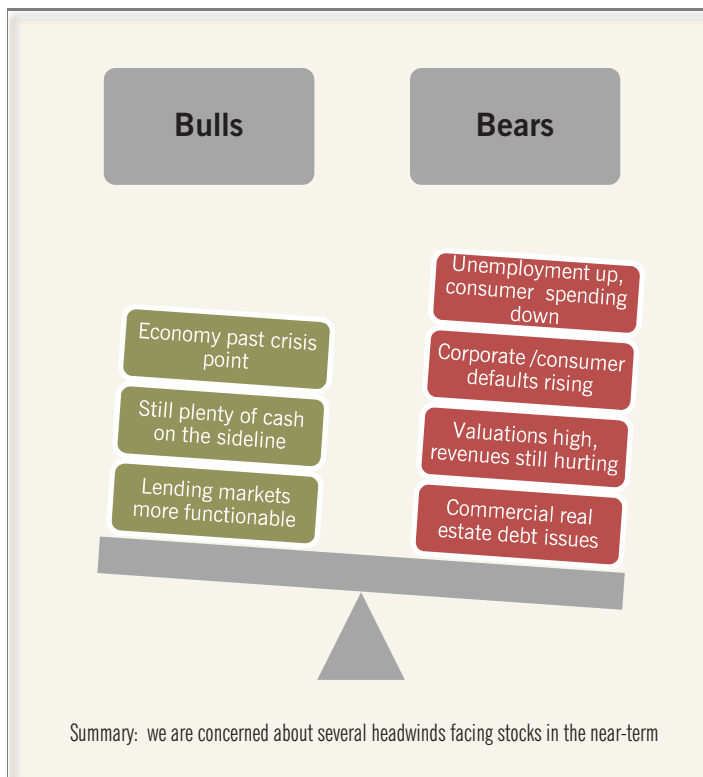 Bulls
Bears
Economy past crisis
point
Still plenty of cash
on the sideline
Lending markets
more functionable
Unemployment up,
consumer spending
down
Corporate /consumer
defaults rising
Valuations high,
revenues still hurting
Commercial real
estate debt issues
Summary: we are concerned about several headwinds facing stocks in the near-term